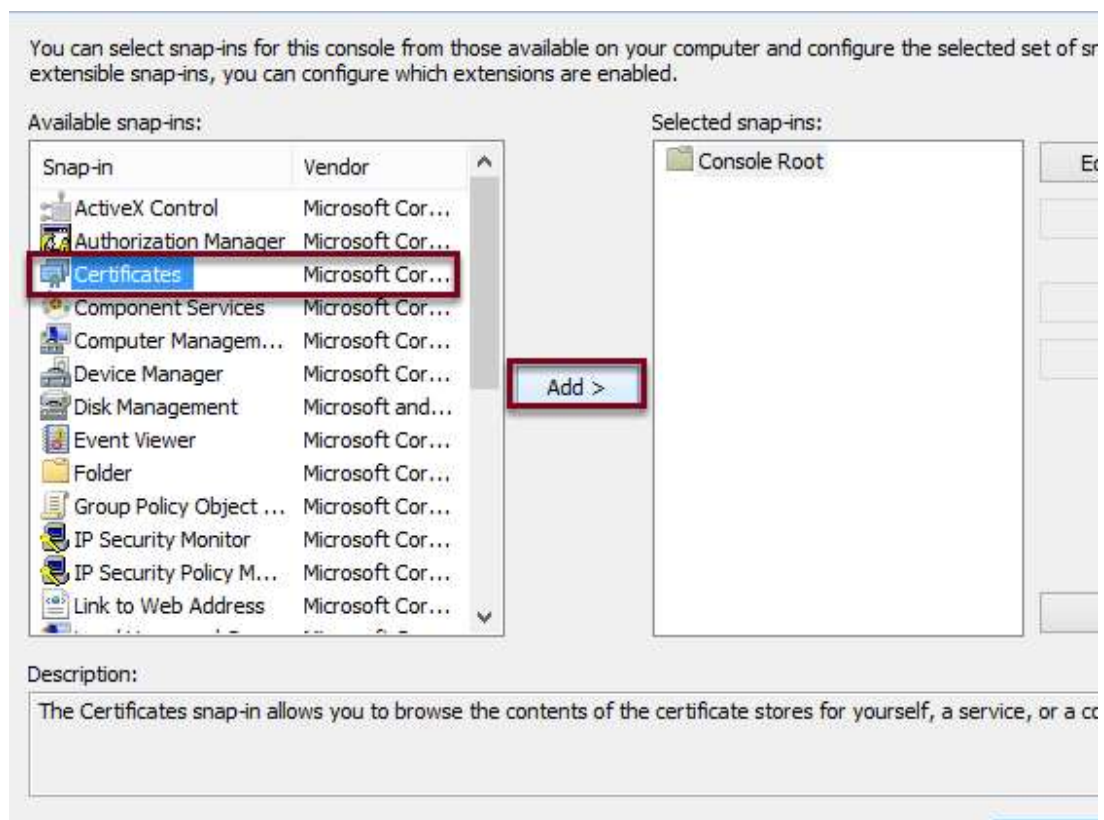 You can select snap-ins for this console from those available on your computer and configure the selected set of
extensible snap-ins, you can configure which extensions are enabled.
Available snap-ins:
Selected snap-ins:
Snap-in Vendor
Console Root
ActiveX Control Microsoft Cor...
Authorization Manager Microsoft Cor...
Certificates Microsoft Cor...
Component Services Microsoft Cor...
Computer Managem... Microsoft Cor...
Device Manager Microsoft Cor...
Add >
Disk Management Microsoft and...
Event Viewer Microsoft Cor...
Folder Microsoft Cor...
Group Policy Object ... Microsoft Cor...
IP Security Monitor Microsoft Cor...
IP Security Policy M... Microsoft Cor...
Link to Web Address Microsoft Cor...
Description:
The Certificates snap-in allows you to browse the contents of the certificate stores for yourself, a service, or a